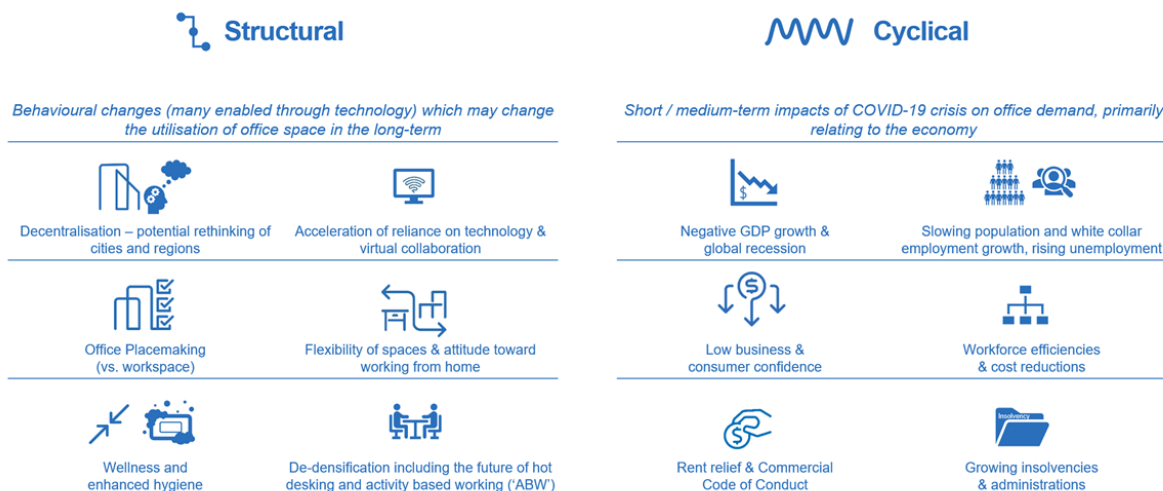 Structural
Behavioural changes (many enabled through technology) which may change
the utilisation of office space in the long-term
Decentralisation – potential rethinking of
cities and regions
Acceleration of reliance on technology &
virtual collaboration
Office Placemaking
(vs. workspace)
Flexibility of spaces & attitude toward
working from home
Wellness and
enhanced hygiene
De-densification including the future of hot
desking and activity based working (‘ABW’)
Cyclical
Short / medium-term impacts of COVID-19 crisis on office demand, primarily
relating to the economy
$
Negative GDP growth &
global recession
Slowing population and white collar
employment growth, rising unemployment
$
Low business &
consumer confidence
Workforce efficiencies
& cost reductions
$
Rent relief & Commercial
Code of Conduct
Insolvency
Growing insolvencies
& administrations